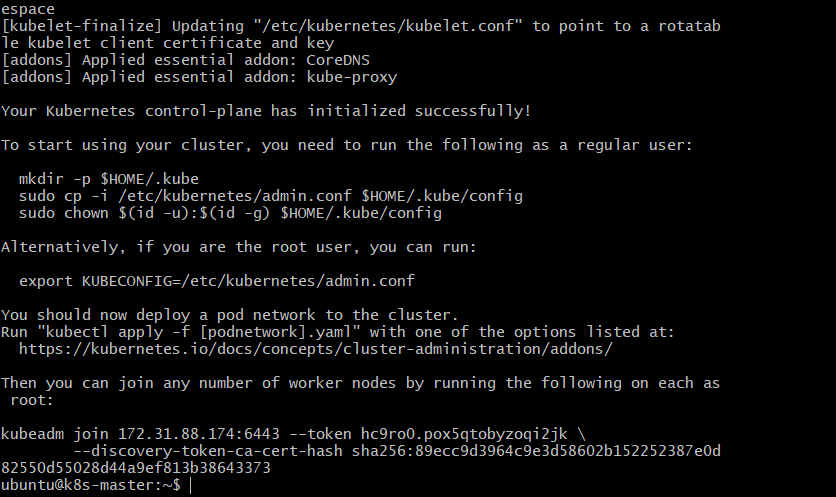 espace
[kubelet-finalize] Updating "/etc/kubernetes/kubelet.conf" to point to a rotatab
le kubelet client certificate and key
[addons] Applied essential addon: CoreDNS
[addons] Applied essential addon: kube-proxy
Your Kubernetes control-plane has initialized successfully!
To start using your cluster, you need to run the following as a regular user:
mkdir -p $HOME/.kube
sudo cp -i /etc/kubernetes/admin.conf $HOME/.kube/config
sudo chown $(id -u):$(id -g) $HOME/.kube/config
Alternatively, if you are the root user, you can run:
export KUBECONFIG=/etc/kubernetes/admin.conf
You should now deploy a pod network to the cluster.
Run "kubectl apply -f [podnetwork].yaml" with one of the options listed at:
https://kubernetes.io/docs/concepts/cluster-administration/addons/
Then you can join any number of worker nodes by running the following on each as
root:
kubeadm join 172.31.88.174:6443 --token hc9ro0.pox5qtobyzoqi2jk \
--discovery-token-ca-cert-hash sha256:89ecc9d3964c9e3d58602b152252387e0d
82550d55028d44a9ef813b38643373
ubuntu@k8s-master:~$